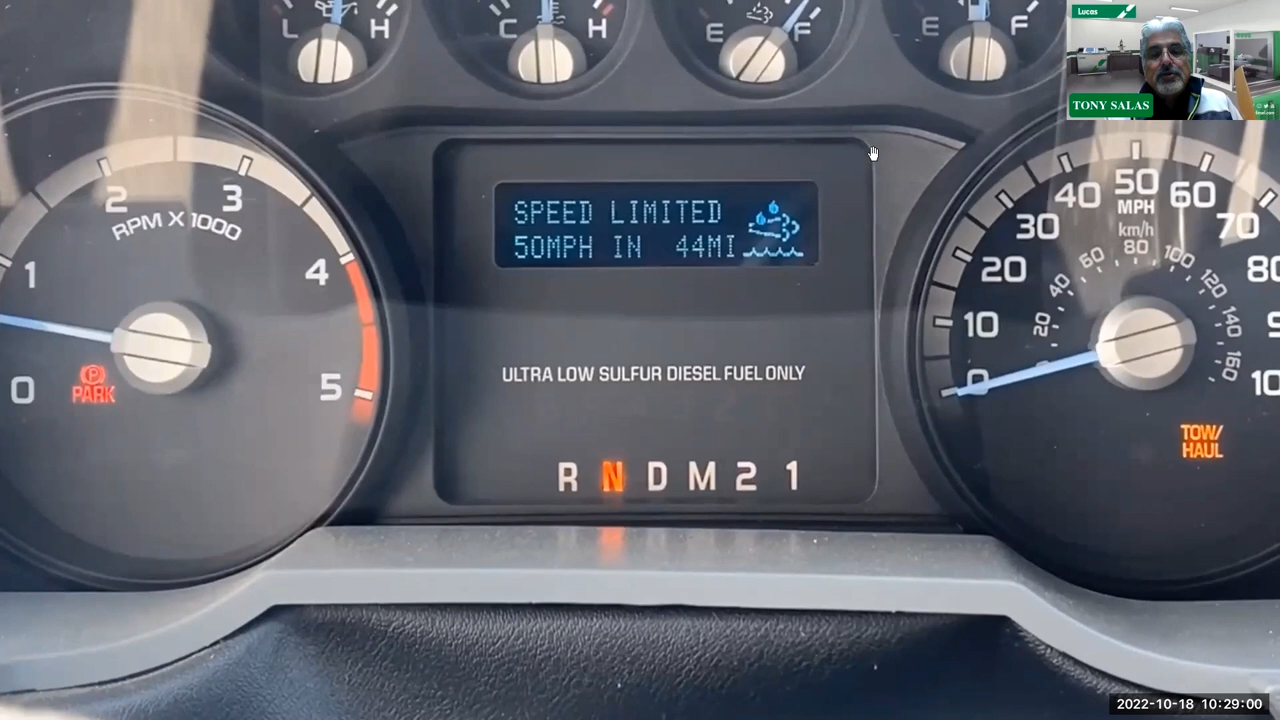 L H
C H
E F
E F
Lucas
TONY SALAS
SPEED LIMITED
50MPH IN 44MI
0 1 2 3 4 5
RPM X 1000
PARK
ULTRA LOW SULFUR DIESEL FUEL ONLY
R N D M 2 1
0 10 20 30 40 50 60 70 80
MPH
km/h
20 40 60 80 100 120 140 160
TOW/
HAUL
2022-10-18 10:29:00